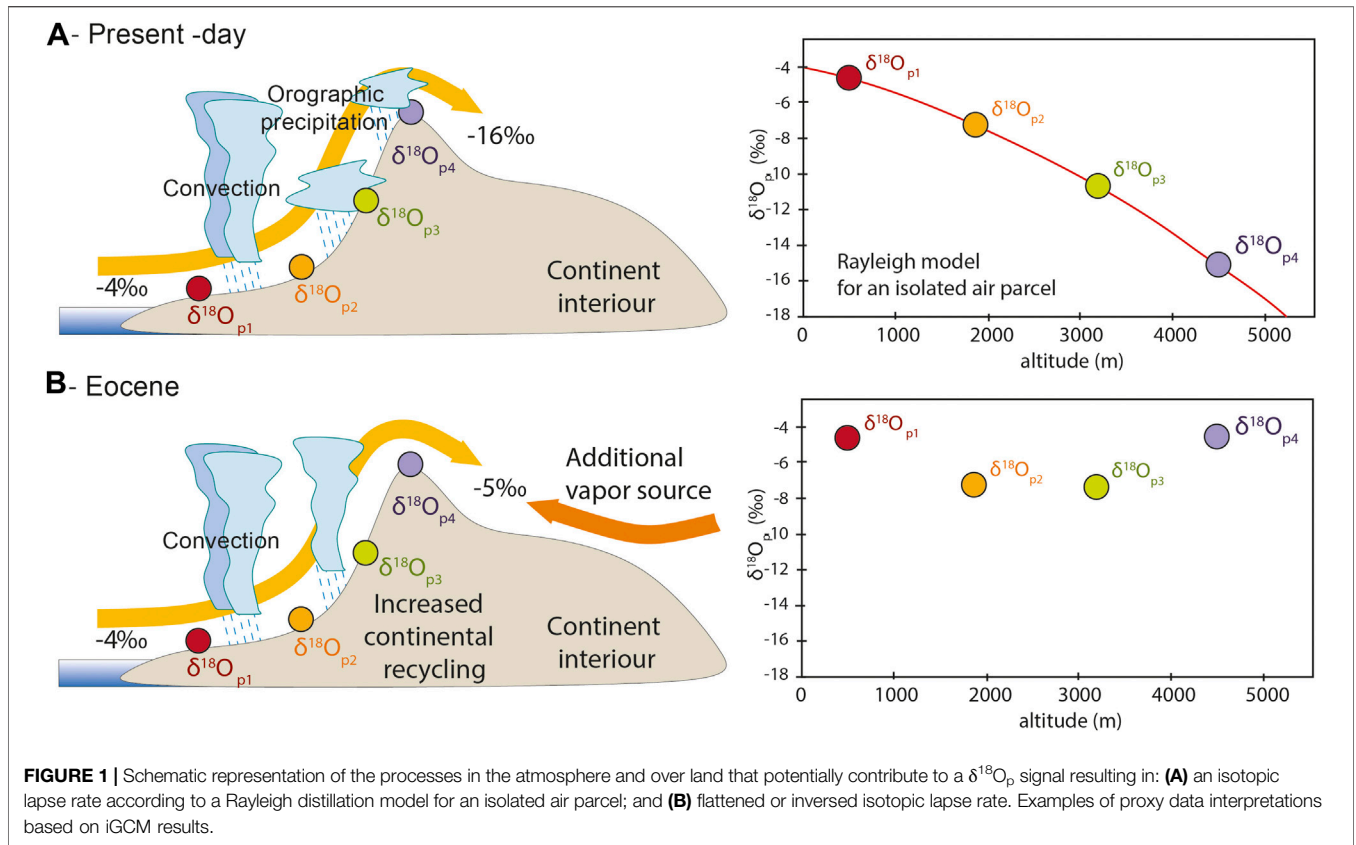 A- Present -day
Orographic
precipitation
Convection
-16‰
-4‰
δ¹⁸Op1
δ¹⁸Op2
δ¹⁸Op3
δ¹⁸Op4
Continent
interiour
δ¹⁸Op (‰)
-4
-6
-8
-10
-12
-14
-16
-18
0
1000
2000
3000
4000
5000
altitude (m)
δ¹⁸Op1
δ¹⁸Op2
δ¹⁸Op3
δ¹⁸Op4
Rayleigh model
for an isolated air parcel
B- Eocene
Convection
-5‰
-4‰
Additional
vapor source
δ¹⁸Op1
δ¹⁸Op2
δ¹⁸Op3
δ¹⁸Op4
Increased
continental
recycling
Continent
interiour
δ¹⁸Op (‰)
-4
-6
-8
-10
-12
-14
-16
-18
0
1000
2000
3000
4000
5000
altitude (m)
δ¹⁸Op1
δ¹⁸Op2
δ¹⁸Op3
δ¹⁸Op4
FIGURE 1 | Schematic representation of the processes in the atmosphere and over land that potentially contribute to a δ¹⁸Op signal resulting in: (A) an isotopic
lapse rate according to a Rayleigh distillation model for an isolated air parcel; and (B) flattened or inversed isotopic lapse rate. Examples of proxy data interpretations
based on iGCM results.